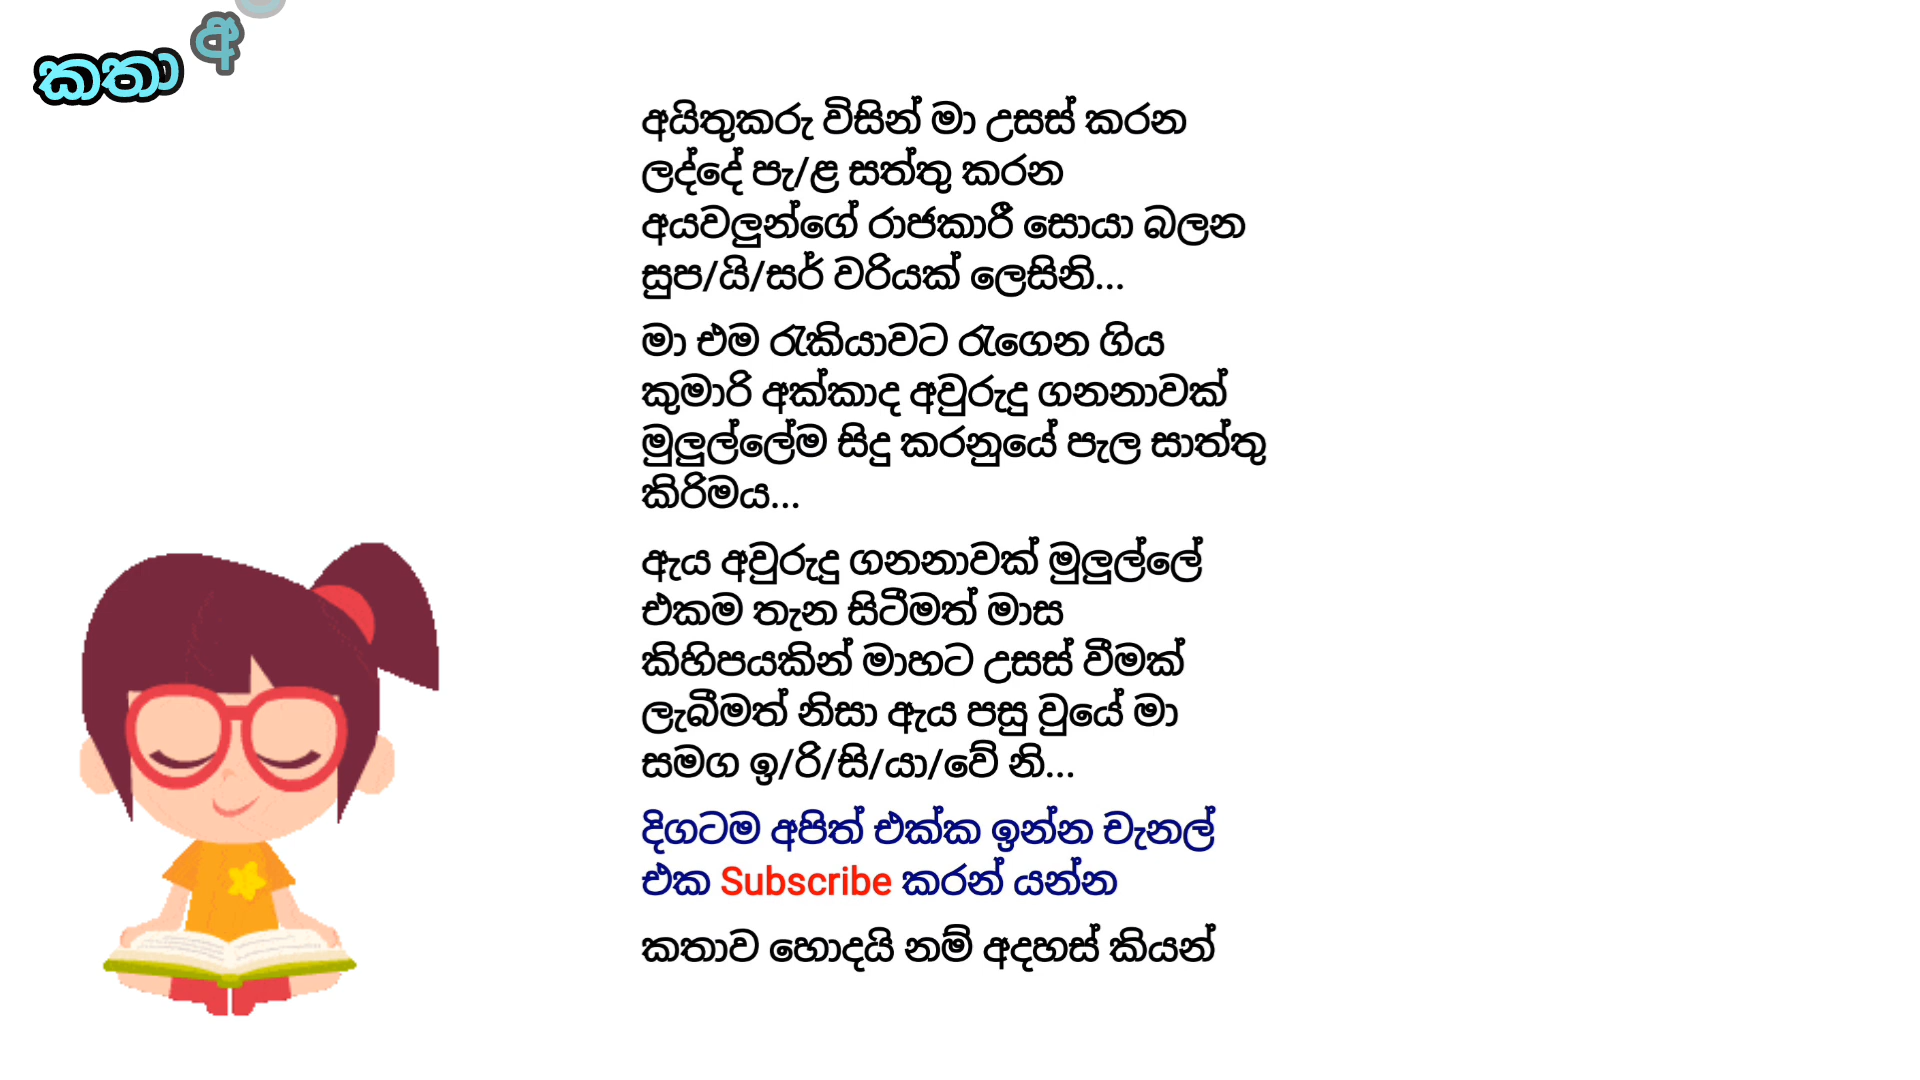 කතා අ
අයිතුකරු විසින් මා උසස් කරන
ලද්දේ පැ/ළ සත්තු කරන
අයවලුන්ගේ රාජකාරී සොයා බලන
සුප/යි/සර් වරියක් ලෙසිනි...
මා එම රැකියාවට රැගෙන ගිය
කුමාරි අක්කාද අවුරුදු ගනනාවක්
මුලුල්ලේම සිදු කරනුයේ පැල සාත්තු
කිරිමය...
ඇය අවුරුදු ගනනාවක් මුලුල්ලේ
එකම තැන සිටීමත් මාස
කිහිපයකින් මාහට උසස් වීමක්
ලැබීමත් නිසා ඇය පසු වුයේ මා
සමග ඉ/රි/සි/යා/වේ නි...
දිගටම අපිත් එක්ක ඉන්න චැනල්
එක Subscribe කරන් යන්න
කතාව හොදයි නම් අදහස් කියන්